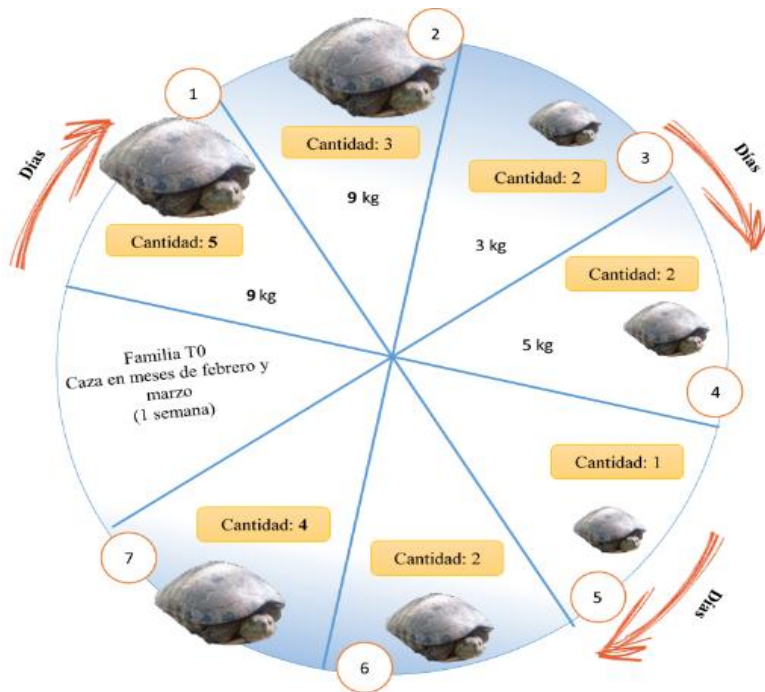 Días
1
Cantidad: 5
9 kg
2
Cantidad: 3
9 kg
3
Cantidad: 2
3 kg
Días
4
Cantidad: 2
5 kg
5
Cantidad: 1
Días
6
Cantidad: 2
7
Cantidad: 4
Familia T0
Caza en meses de febrero y
marzo
(1 semana)